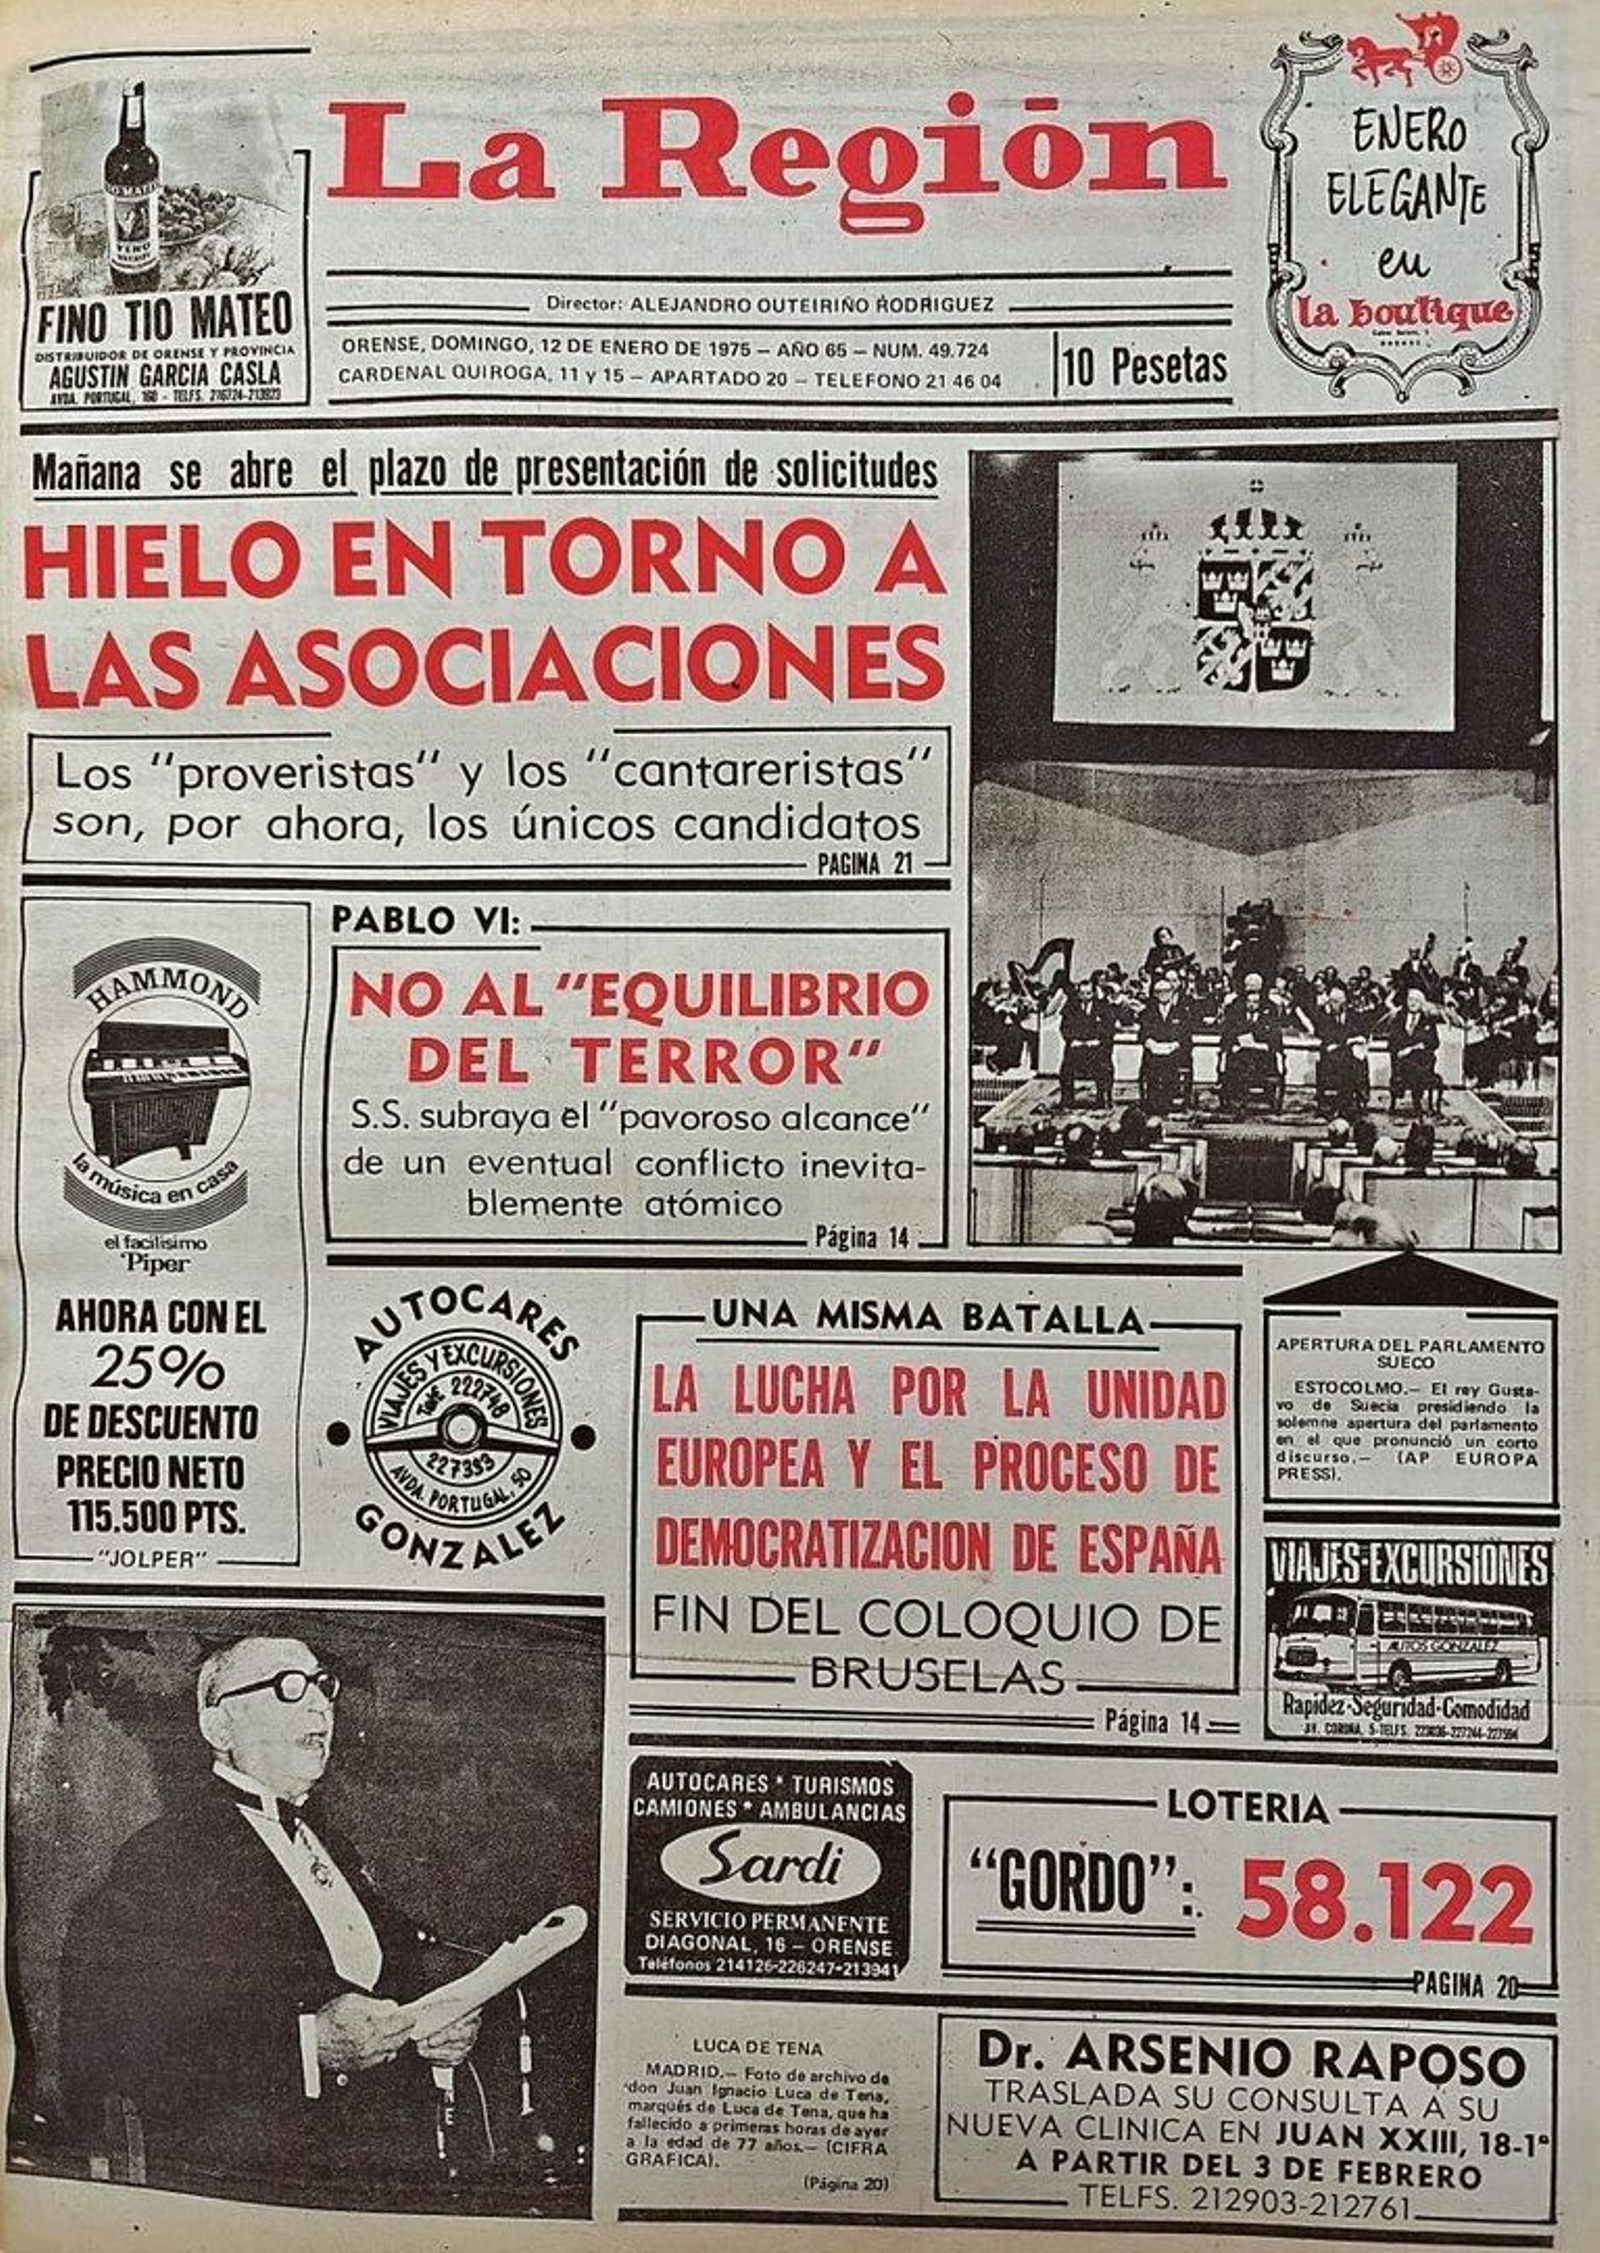 La Región
FINO TIO MATEO
DISTRIBUIDOR DE ORENSE Y PROVINCIA
AGUSTIN GARCIA CASLA
AVDA. PORTUGAL, 160 - TELFS. 216724-213923
Director: ALEJANDRO OUTEIRIÑO RODRIGUEZ
ORENSE, DOMINGO, 12 DE ENERO DE 1975 — AÑO 65 — NUM. 49.724
CARDENAL QUIROGA, 11 y 15 — APARTADO 20 — TELEFONO 21 46 04
10 Pesetas
ENERO
ELEGANTE
en
la boutique
Mañana se abre el plazo de presentación de solicitudes
HIELO EN TORNO A
LAS ASOCIACIONES
Los "proveristas" y los "cantareristas"
son, por ahora, los únicos candidatos
PAGINA 21
HAMMOND
la música en casa
el facilísimo
Piper
AHORA CON EL
25%
DE DESCUENTO
PRECIO NETO
115.500 PTS.
"JOLPER"
PABLO VI:
NO AL "EQUILIBRIO
DEL TERROR"
S.S. subraya el "pavoroso alcance"
de un eventual conflicto inevita-
blemente atómico
Página 14
AUTOCARES
VIAJES Y EXCURSIONES
Telé 222748
227393
AVDA. PORTUGAL, 50
GONZALEZ
UNA MISMA BATALLA
LA LUCHA POR LA UNIDAD
EUROPEA Y EL PROCESO DE
DEMOCRATIZACION DE ESPAÑA
FIN DEL COLOQUIO DE
BRUSELAS
Página 14
APERTURA DEL PARLAMENTO
SUECO
ESTOCOLMO.— El rey Gusta-
vo de Suecia presidiendo la
solemne apertura del parlamento
en el que pronunció un corto
discurso.— (AP EUROPA
PRESS).
VIAJES-EXCURSIONES
AUTOS GONZALEZ
Rapidez-Seguridad-Comodidad
AUTOCARES * TURISMOS
CAMIONES * AMBULANCIAS
Sardi
SERVICIO PERMANENTE
DIAGONAL, 16 — ORENSE
Teléfonos 214126-226247-213941
LOTERIA
"GORDO": 58.122
PAGINA 20
LUCA DE TENA
MADRID.— Foto de archivo de
don Juan Ignacio Luca de Tena,
marqués de Luca de Tena, que ha
fallecido a primeras horas de ayer
a la edad de 77 años.— (CIFRA
GRAFICA).
(Página 20)
Dr. ARSENIO RAPOSO
TRASLADA SU CONSULTA A SU
NUEVA CLINICA EN JUAN XXIII, 18-1º
A PARTIR DEL 3 DE FEBRERO
TELFS. 212903-212761